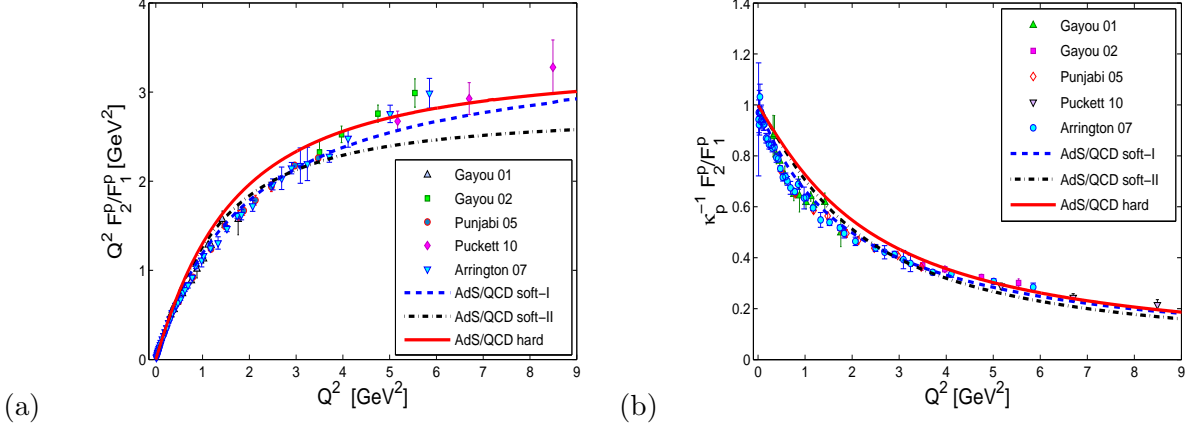 (a)
Q² F₂ᵖ/F₁ᵖ [GeV²]
4
3
2
1
0
0 1 2 3 4 5 6 7 8 9
Q² [GeV²]
Gayou 01
Gayou 02
Punjabi 05
Puckett 10
Arrington 07
AdS/QCD soft−I
AdS/QCD soft−II
AdS/QCD hard
(b)
κₚ⁻¹ F₂ᵖ/F₁ᵖ
1.4
1.2
1
0.8
0.6
0.4
0.2
0
0 1 2 3 4 5 6 7 8 9
Q² [GeV²]
Gayou 01
Gayou 02
Punjabi 05
Puckett 10
Arrington 07
AdS/QCD soft−I
AdS/QCD soft−II
AdS/QCD hard